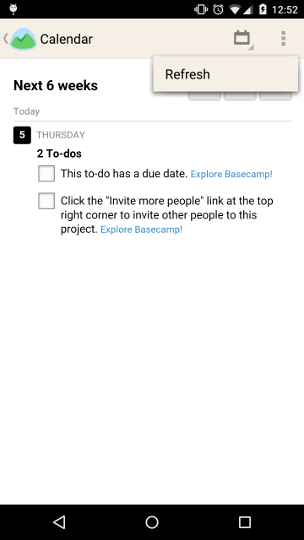 12:52
Calendar
Refresh
Next 6 weeks
Today
5 THURSDAY
2 To-dos
This to-do has a due date. Explore Basecamp!
Click the "Invite more people" link at the top
right corner to invite other people to this
project. Explore Basecamp!